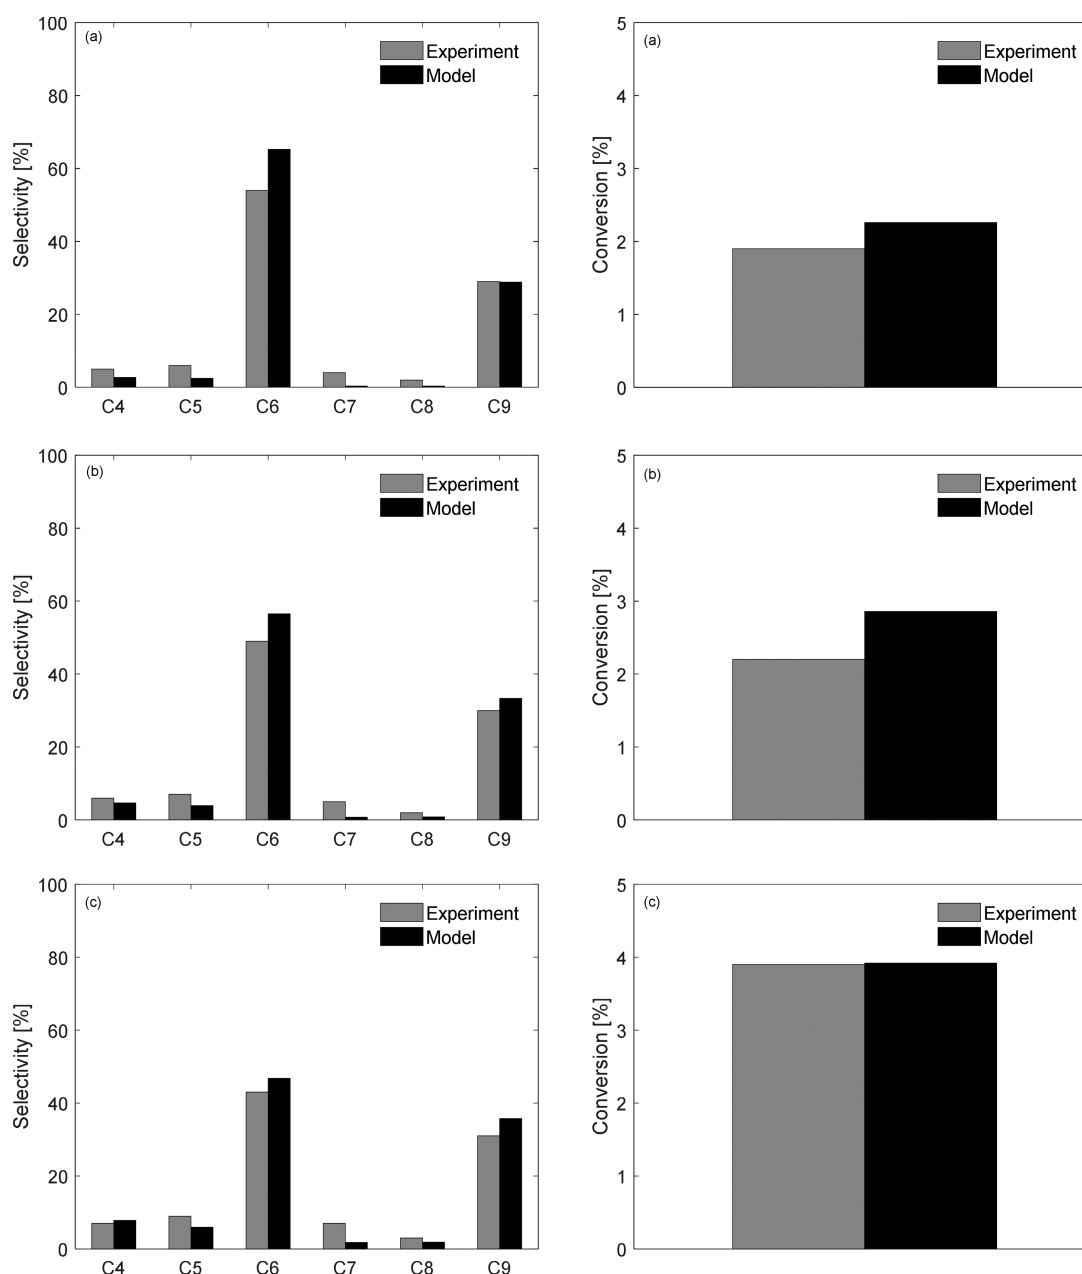 100
80
60
40
20
0
Selectivity [%]
(a)
Experiment
Model
C4 C5 C6 C7 C8 C9
5
4
3
2
1
0
Conversion [%]
(a)
Experiment
Model
100
80
60
40
20
0
Selectivity [%]
(b)
Experiment
Model
C4 C5 C6 C7 C8 C9
5
4
3
2
1
0
Conversion [%]
(b)
Experiment
Model
100
80
60
40
20
0
Selectivity [%]
(c)
Experiment
Model
C4 C5 C6 C7 C8 C9
5
4
3
2
1
0
Conversion [%]
(c)
Experiment
Model